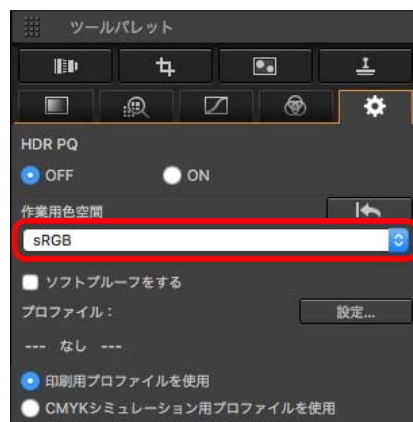 ツールパレット
HDR PQ
OFF ON
作業用色空間
sRGB
ソフトプルーフをする
プロファイル： 設定...
--- なし ---
印刷用プロファイルを使用
CMYKシミュレーション用プロファイルを使用